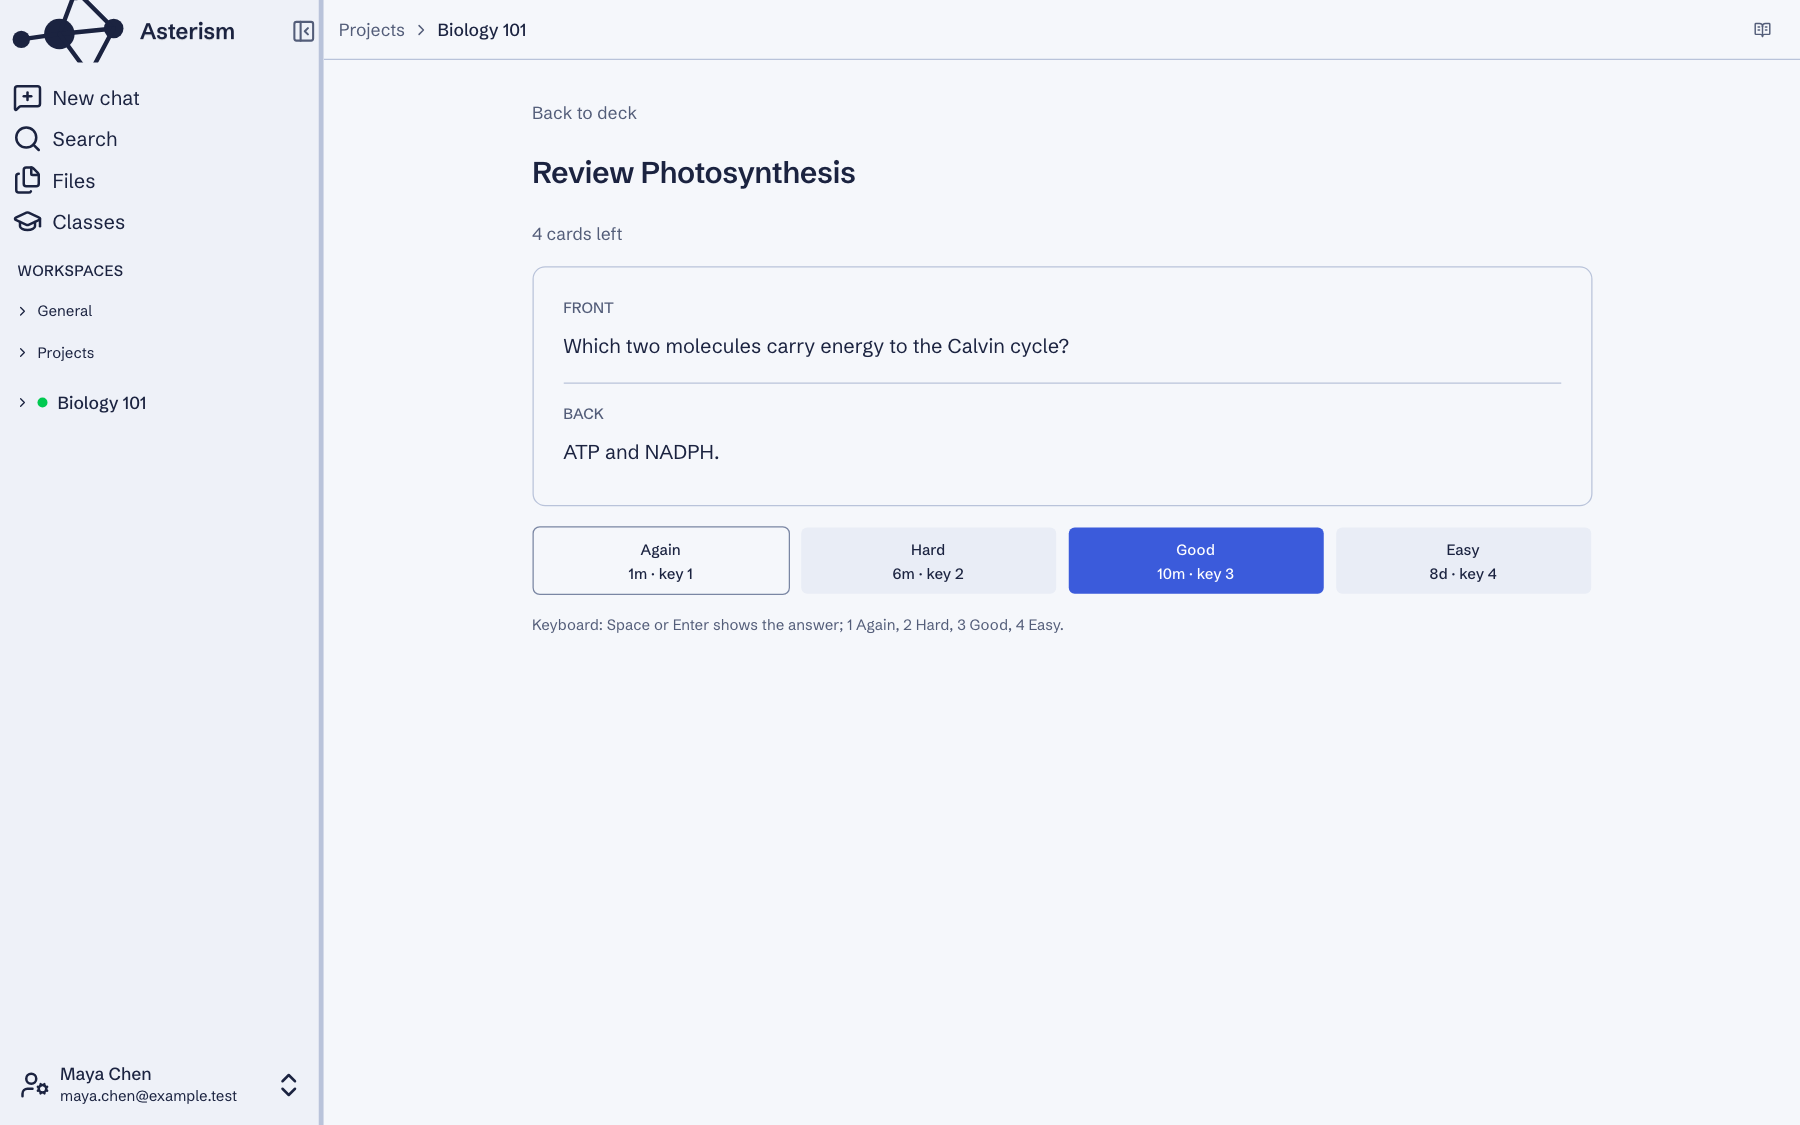 Asterism
New chat
Search
Files
Classes
WORKSPACES
General
Projects
Biology 101
Maya Chen
maya.chen@example.test
Projects > Biology 101
Back to deck
Review Photosynthesis
4 cards left
FRONT
Which two molecules carry energy to the Calvin cycle?
BACK
ATP and NADPH.
Again
1m · key 1
Hard
6m · key 2
Good
10m · key 3
Easy
8d · key 4
Keyboard: Space or Enter shows the answer; 1 Again, 2 Hard, 3 Good, 4 Easy.